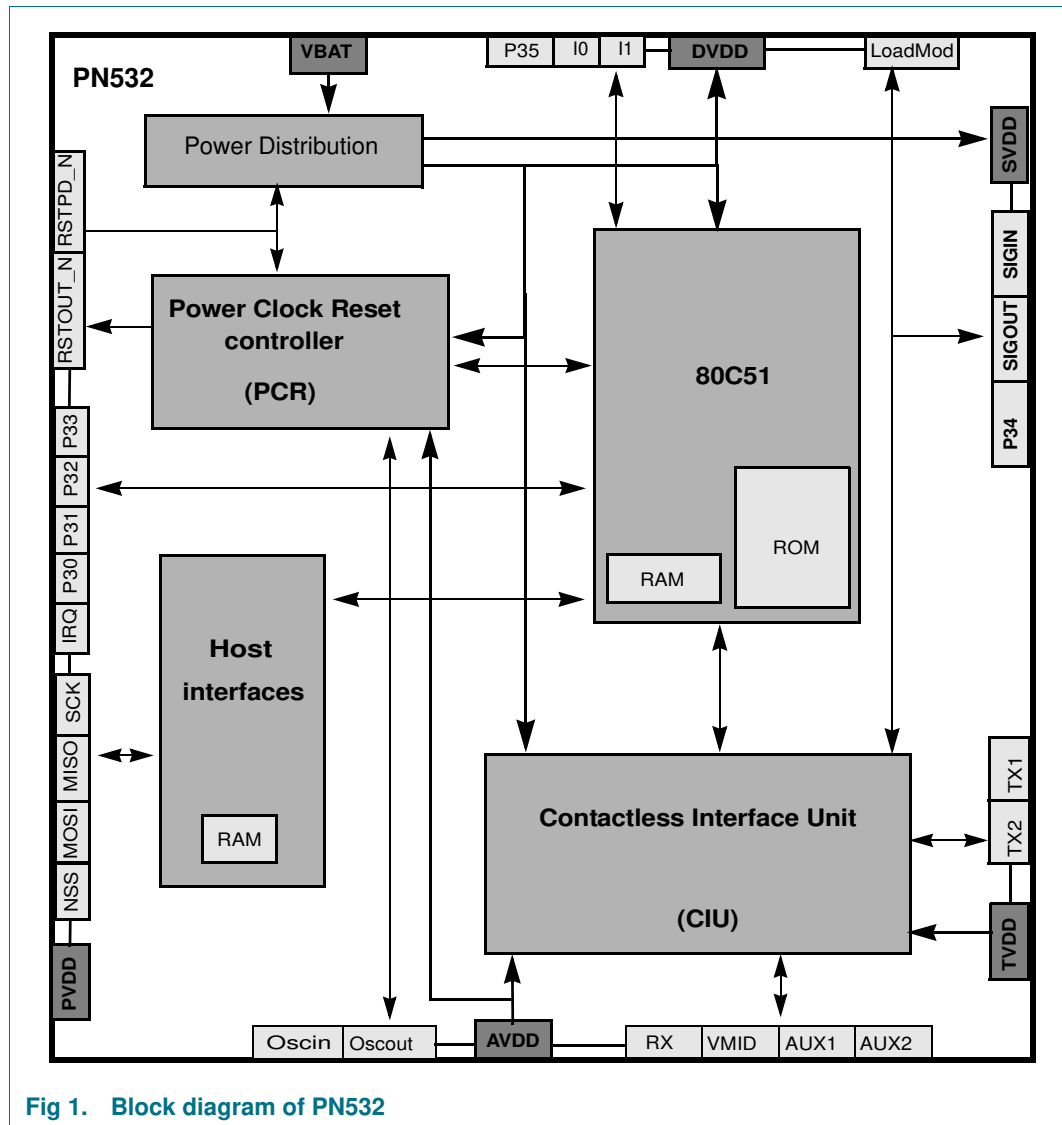 VBAT
P35 I0 I1
DVDD
LoadMod
PN532
Power Distribution
SVDD
RSTPD_N
RSTOUT_N
SIGIN
SIGOUT
P34
Power Clock Reset
controller
(PCR)
80C51
ROM
RAM
P33
P32
P31
P30
IRQ
Host
interfaces
RAM
SCK
MISO
MOSI
NSS
PVDD
Contactless Interface Unit
(CIU)
TX1
TX2
TVDD
Oscin Oscout
AVDD
RX VMID AUX1 AUX2
Fig 1. Block diagram of PN532